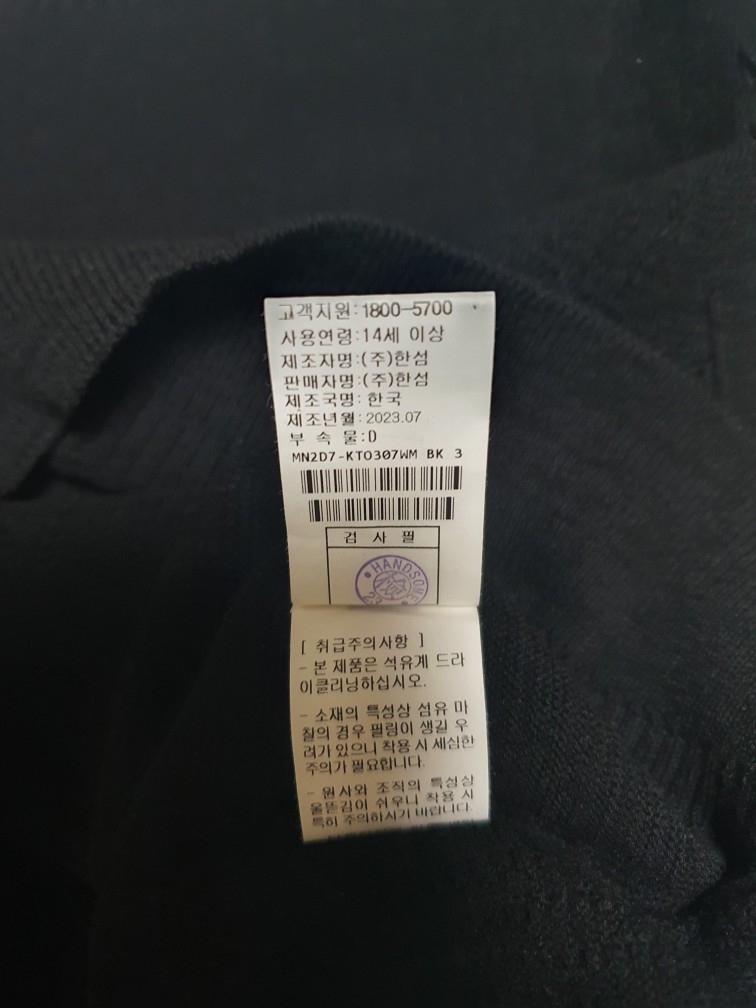 고객지원:1800-5700
사용연령:14세 이상
제조자명:(주)한섬
판매자명:(주)한섬
제조국명:한국
제조년월:2023.07
부 속 물:D
MN2D7-KTO307WM BK 3
검 사 필
HANDSOME
[ 취급주의사항 ]
- 본 제품은 석유계 드라
이클리닝하십시오.
- 소재의 특성상 섬유 마
찰의 경우 필링이 생길 우
려가 있으니 착용 시 세심한
주의가 필요합니다.
- 원사와 조직의 특성상
올뜯김이 쉬우니 착용 시
특히 주의하시기 바랍니다.